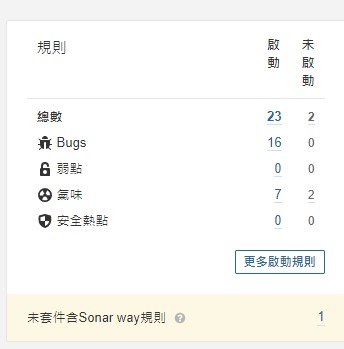 規則 啟動 未啟動
總數 23 2
Bugs 16 0
弱點 0 0
氣味 7 2
安全熱點 0 0
更多啟動規則
未套件含Sonar way規則 ? 1